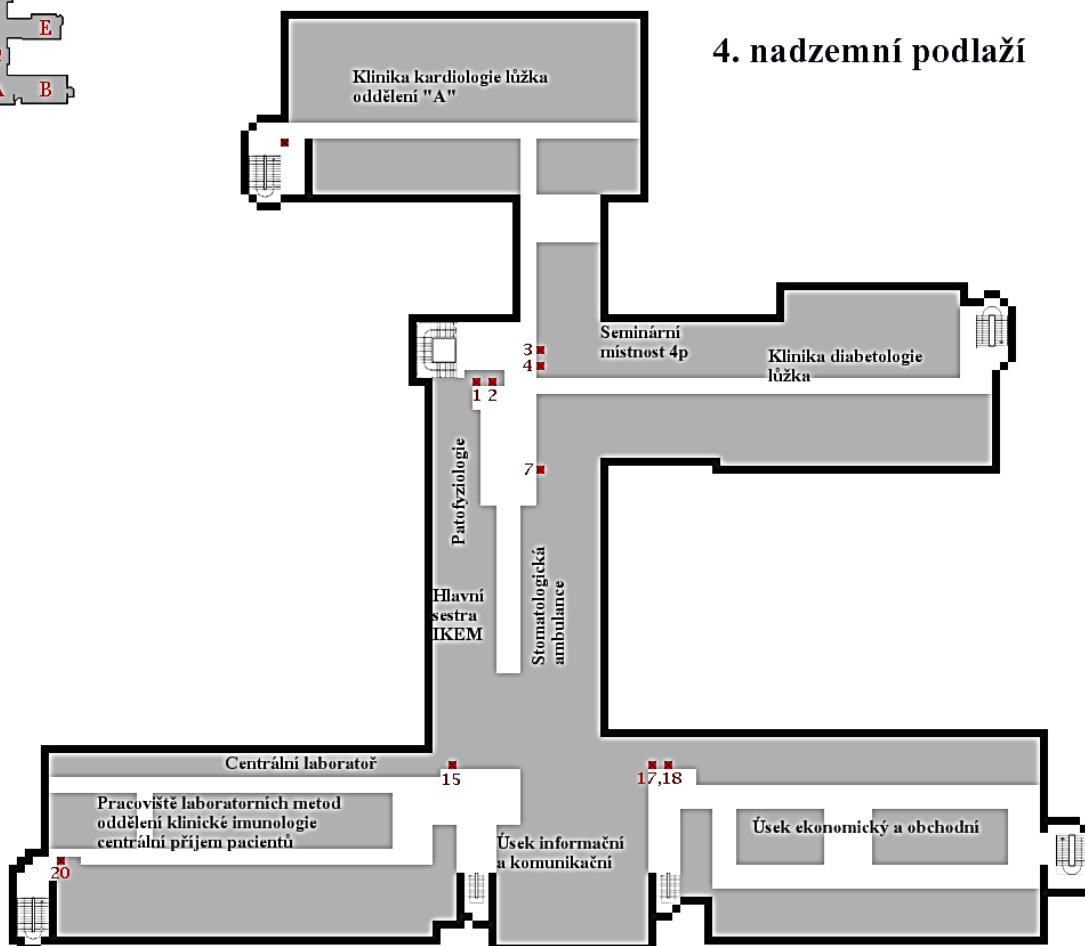 E
B
4. nadzemní podlaží
Klinika kardiologie lůžka
oddělení "A"
3
4
Seminární
místnost 4p
Klinika diabetologie
lůžka
1 2
7
Patofyziologie
Hlavní
sestra
IKEM
Stomatologická
ambulance
Centrální laboratoř
15
17,18
Pracoviště laboratorních metod
oddělení klinické imunologie
centrální příjem pacientů
Úsek informační
a komunikační
Úsek ekonomický a obchodní
20